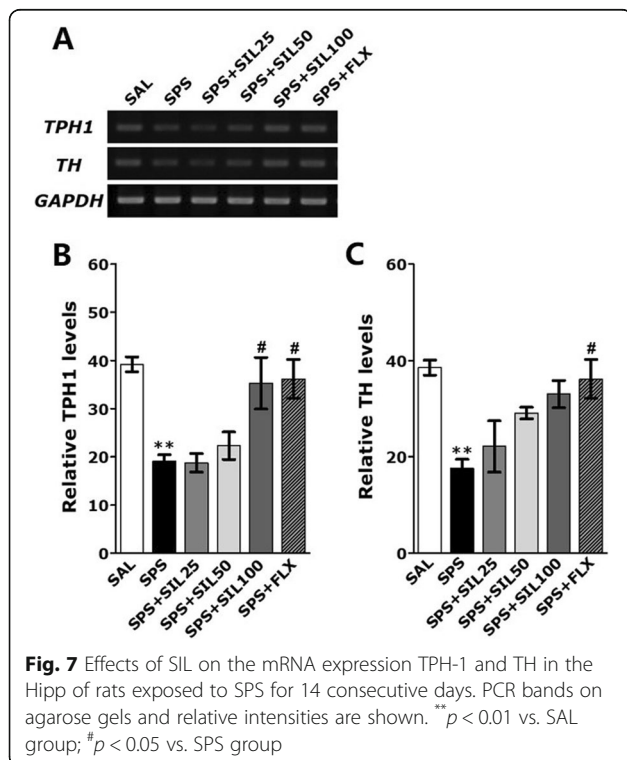 A
SAL
SPS
SPS+SIL25
SPS+SIL50
SPS+SIL100
SPS+FLX
TPH1
TH
GAPDH
B
60
50
40
30
20
10
0
Relative TPH1 levels
**
#
#
SAL
SPS
SPS+SIL25
SPS+SIL50
SPS+SIL100
SPS+FLX
C
60
40
20
0
Relative TH levels
**
#
SAL
SPS
SPS+SIL25
SPS+SIL50
SPS+SIL100
SPS+FLX
Fig. 7 Effects of SIL on the mRNA expression TPH-1 and TH in the
Hipp of rats exposed to SPS for 14 consecutive days. PCR bands on
agarose gels and relative intensities are shown. **p < 0.01 vs. SAL
group; #p < 0.05 vs. SPS group